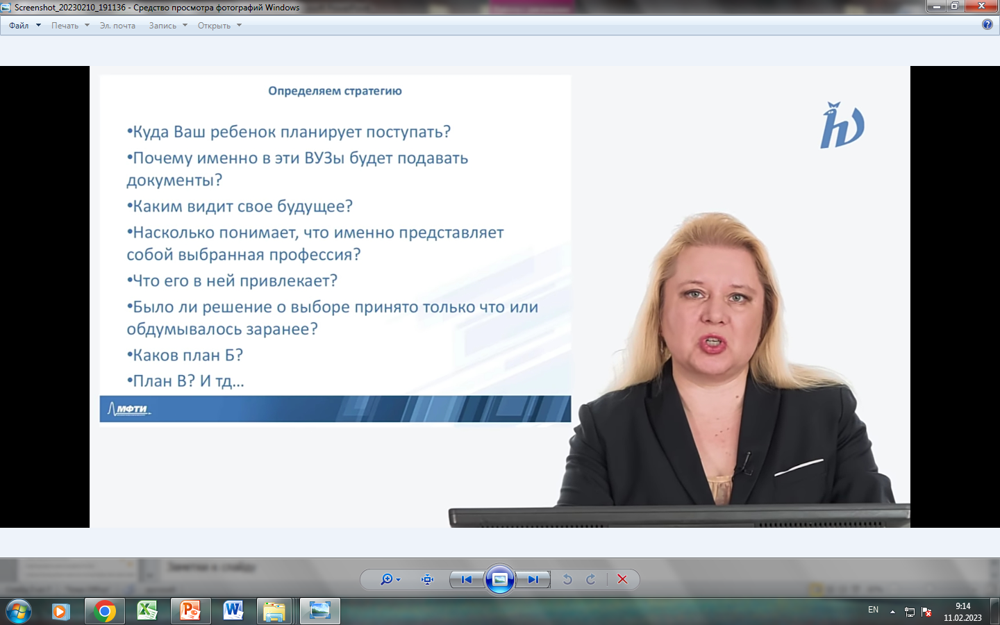 Screenshot_20230210_191136 - Средство просмотра фотографий Windows
Файл Печать Эл. почта Запись Открыть
Определяем стратегию
•Куда Ваш ребенок планирует поступать?
•Почему именно в эти ВУЗы будет подавать
документы?
•Каким видит свое будущее?
•Насколько понимает, что именно представляет
собой выбранная профессия?
•Что его в ней привлекает?
•Было ли решение о выборе принято только что или
обдумывалось заранее?
•Каков план Б?
•План В? И тд...
МФТИ
Заметки к слайду
EN
9:14
11.02.2023